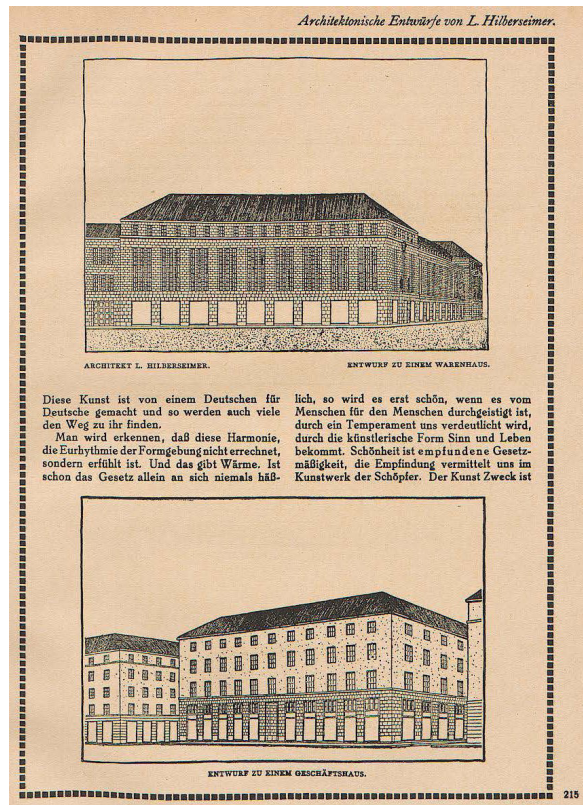 Architektonische Entwürfe von L. Hilberseimer.
ARCHITEKT L. HILBERSEIMER.
ENTWURF ZU EINEM WARENHAUS.
Diese Kunst ist von einem Deutschen für
Deutsche gemacht und so werden auch viele
den Weg zu ihr finden.
Man wird erkennen, daß diese Harmonie,
die Eurhythmie der Formgebung nicht errechnet,
sondern erfühlt ist. Und das gibt Wärme. Ist
schon das Gesetz allein an sich niemals häß-
lich, so wird es erst schön, wenn es vom
Menschen für den Menschen durchgeistigt ist,
durch ein Temperament uns verdeutlicht wird,
durch die künstlerische Form Sinn und Leben
bekommt. Schönheit ist empfundene Gesetz-
mäßigkeit, die Empfindung vermittelt uns im
Kunstwerk der Schöpfer. Der Kunst Zweck ist
ENTWURF ZU EINEM GESCHÄFTSHAUS.
215